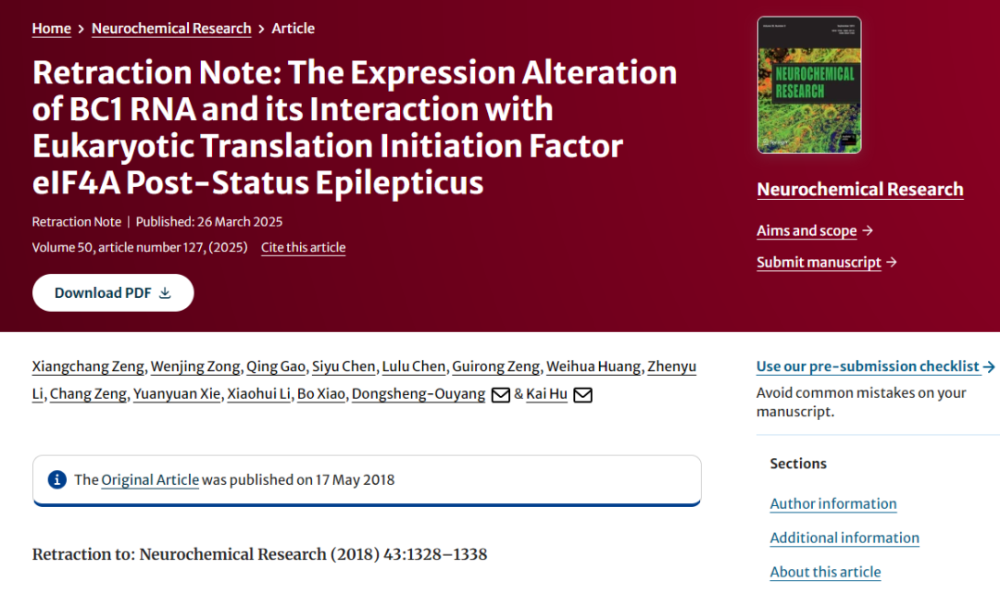 Home > Neurochemical Research > Article
Retraction Note: The Expression Alteration
of BC1 RNA and its Interaction with
Eukaryotic Translation Initiation Factor
eIF4A Post-Status Epilepticus
Retraction Note | Published: 26 March 2025
Volume 50, article number 127, (2025) Cite this article
Download PDF
NEUROCHEMICAL
RESEARCH
Neurochemical Research
Aims and scope →
Submit manuscript →
Xiangchang Zeng, Wenjing Zong, Qing Gao, Siyu Chen, Lulu Chen, Guirong Zeng, Weihua Huang, Zhenyu
Li, Chang Zeng, Yuanyuan Xie, Xiaohui Li, Bo Xiao, Dongsheng-Ouyang & Kai Hu
The Original Article was published on 17 May 2018
Retraction to: Neurochemical Research (2018) 43:1328–1338
Use our pre-submission checklist →
Avoid common mistakes on your
manuscript.
Sections
Author information
Additional information
About this article